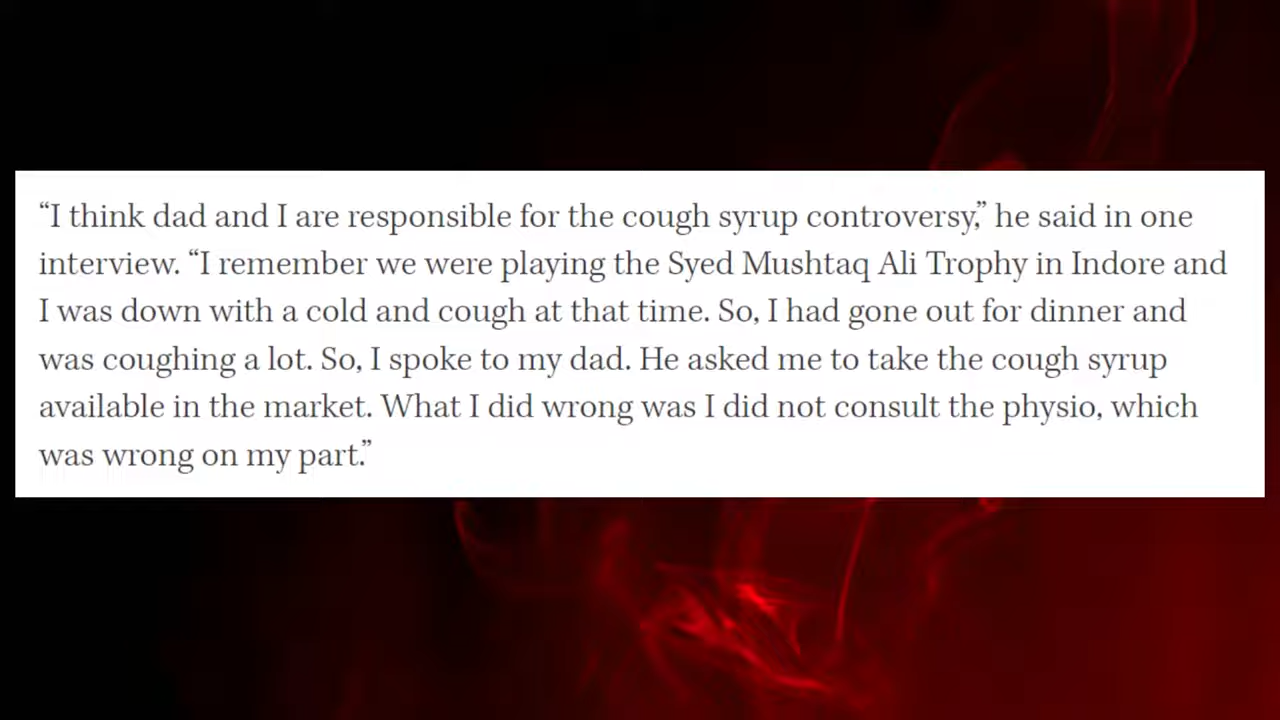 “I think dad and I are responsible for the cough syrup controversy,” he said in one
interview. “I remember we were playing the Syed Mushtaq Ali Trophy in Indore and
I was down with a cold and cough at that time. So, I had gone out for dinner and
was coughing a lot. So, I spoke to my dad. He asked me to take the cough syrup
available in the market. What I did wrong was I did not consult the physio, which
was wrong on my part.”